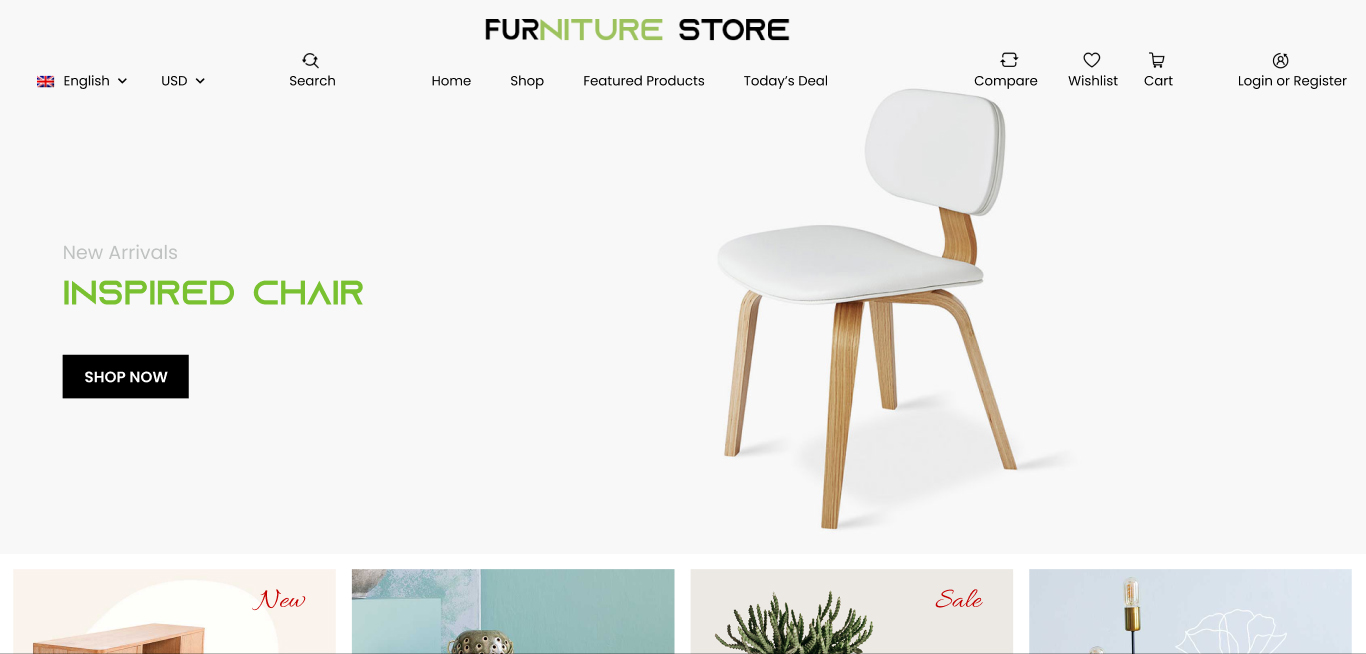 FURNITURE STORE
English
USD
Search
Home
Shop
Featured Products
Today’s Deal
Compare
Wishlist
Cart
Login or Register
New Arrivals
INSPIRED CHAIR
SHOP NOW
New
Sale